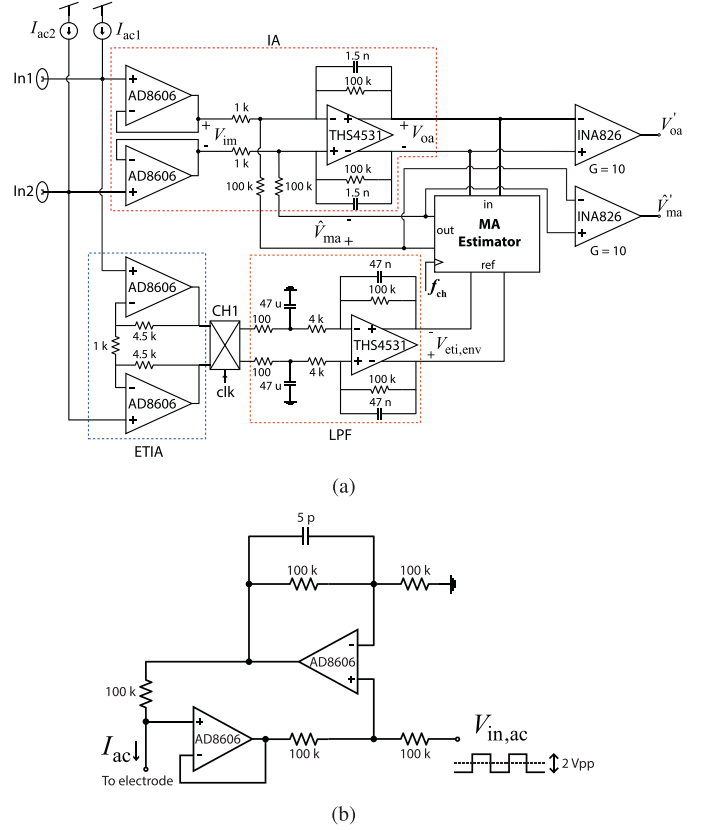 I_ac2 I_ac1
IA
In1
In2
AD8606
AD8606
+ V_im -
1 k
1 k
1.5 n
100 k
THS4531
100 k
1.5 n
100 k 100 k
+ V_oa -
INA826
G = 10
V'_oa
INA826
G = 10
V̂'_ma
- V̂_ma +
in
out
MA
Estimator
ref
f_ch
AD8606
4.5 k
1 k
4.5 k
AD8606
ETIA
CH1
clk
47 u
100
4 k
100
47 u
4 k
47 n
100 k
THS4531
100 k
47 n
LPF
- V_eti,env +
(a)
5 p
100 k
100 k
AD8606
100 k
AD8606
100 k
100 k
I_ac
To electrode
V_in,ac
2 Vpp
(b)